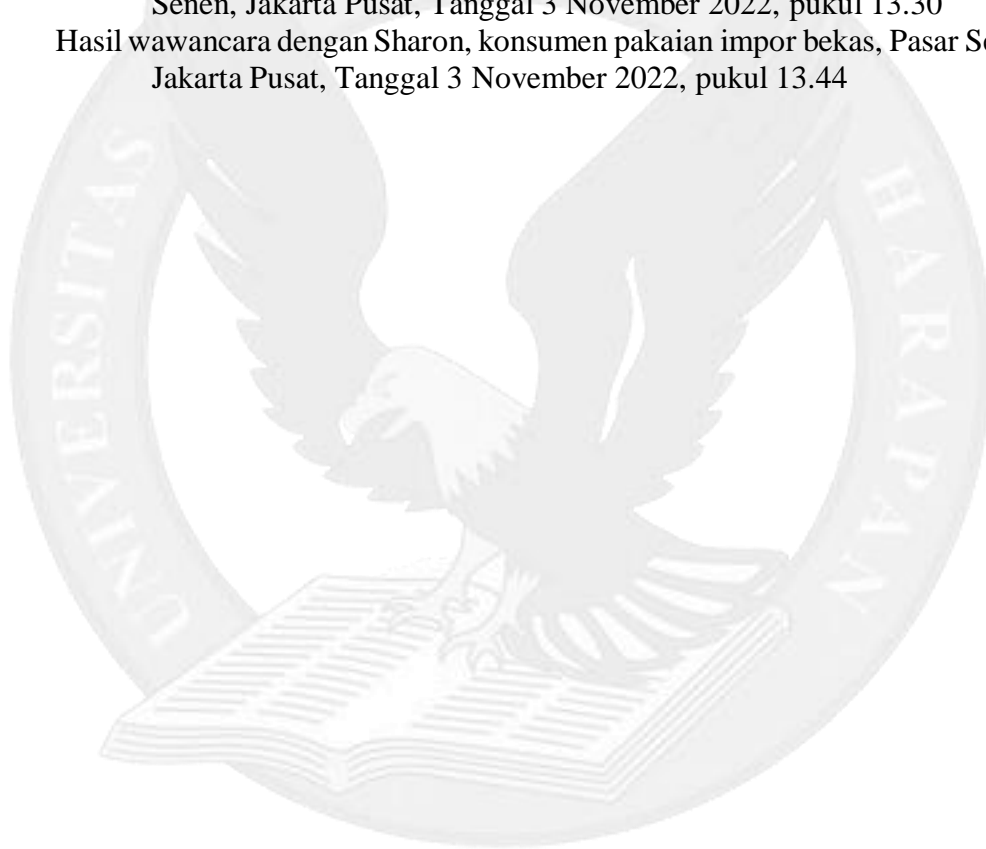 Senen, Jakarta Pusat, Tanggal 3 November 2022, pukul 13.30
Hasil wawancara dengan Sharon, konsumen pakaian impor bekas, Pasar
Jakarta Pusat, Tanggal 3 November 2022, pukul 13.44
UNIVERSITAS
HARAPAN